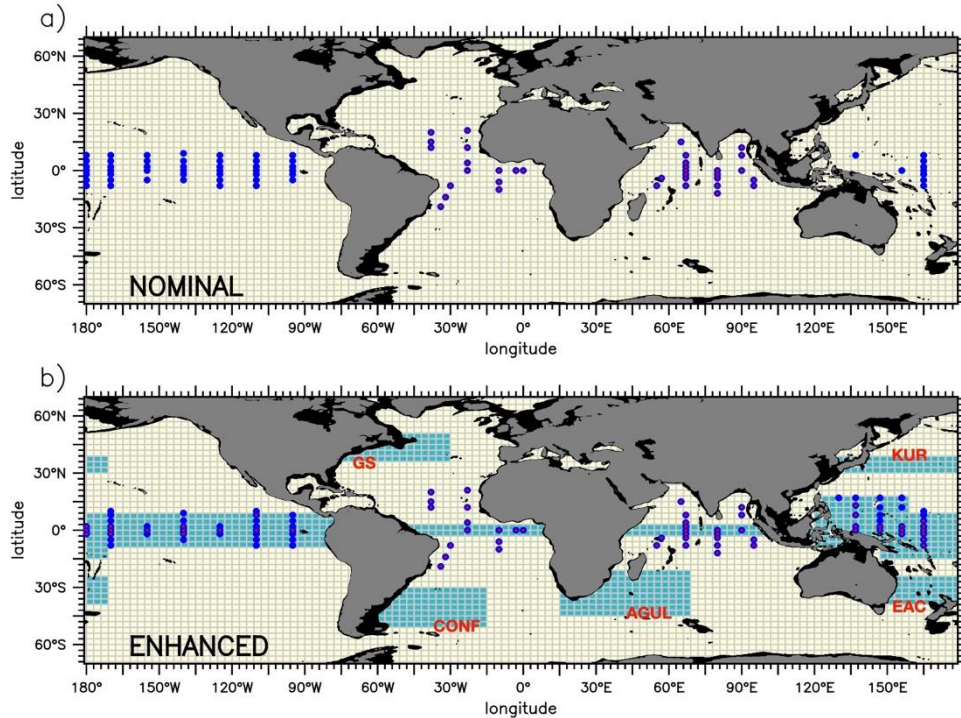 a)
60°N
30°N
0°
30°S
60°S
latitude
NOMINAL
180° 150°W 120°W 90°W 60°W 30°W 0° 30°E 60°E 90°E 120°E 150°E
longitude
b)
60°N
30°N
0°
30°S
60°S
latitude
GS
KUR
CONF
AGUL
EAC
ENHANCED
180° 150°W 120°W 90°W 60°W 30°W 0° 30°E 60°E 90°E 120°E 150°E
longitude